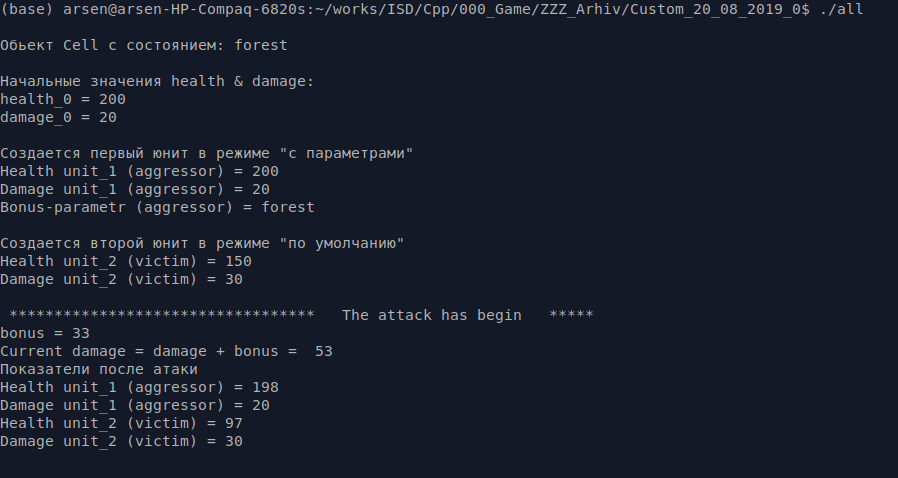 (base) arsen@arsen-HP-Compaq-6820s:~/works/ISD/Cpp/000_Game/ZZZ_Arhiv/Custom_20_08_2019_0$ ./all
Обьект Cell с состоянием: forest
Начальные значения health & damage:
health_0 = 200
damage_0 = 20
Создается первый юнит в режиме "с параметрами"
Health unit_1 (aggressor) = 200
Damage unit_1 (aggressor) = 20
Bonus-parametr (aggressor) = forest
Создается второй юнит в режиме "по умолчанию"
Health unit_2 (victim) = 150
Damage unit_2 (victim) = 30
********************************** The attack has begin *****
bonus = 33
Current damage = damage + bonus =  53
Показатели после атаки
Health unit_1 (aggressor) = 198
Damage unit_1 (aggressor) = 20
Health unit_2 (victim) = 97
Damage unit_2 (victim) = 30